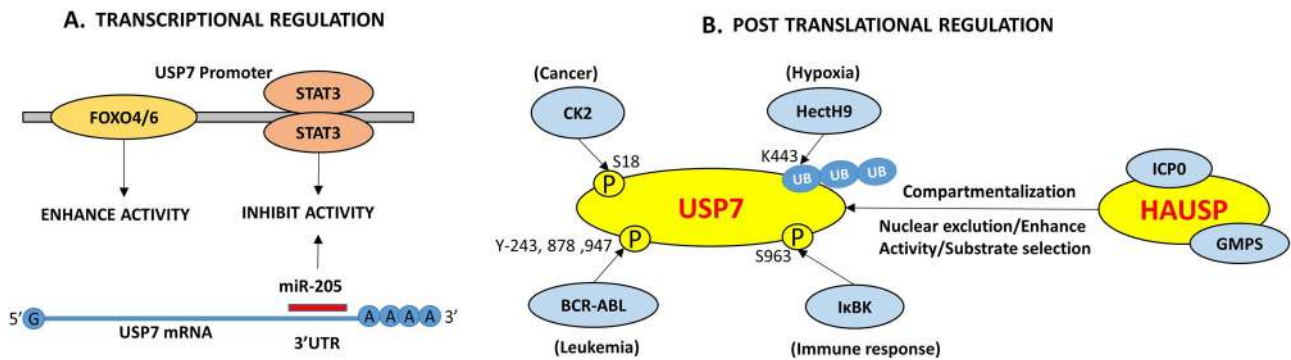 A. TRANSCRIPTIONAL REGULATION
USP7 Promoter
STAT3
FOXO4/6
STAT3
ENHANCE ACTIVITY
INHIBIT ACTIVITY
miR-205
5’ G
A A A A 3’
USP7 mRNA
3’UTR
B. POST TRANSLATIONAL REGULATION
(Cancer)
(Hypoxia)
CK2
HectH9
S18
K443
P
UB UB UB
USP7
Y-243, 878 ,947
P
P
S963
BCR-ABL
IκBK
(Leukemia)
(Immune response)
Compartmentalization
Nuclear exclution/Enhance
Activity/Substrate selection
ICP0
HAUSP
GMPS